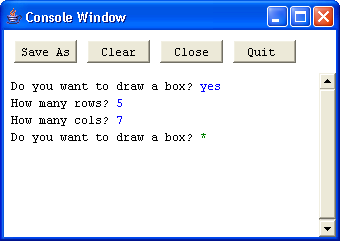 Console Window
Save As Clear Close Quit
Do you want to draw a box? yes
How many rows? 5
How many cols? 7
Do you want to draw a box? *